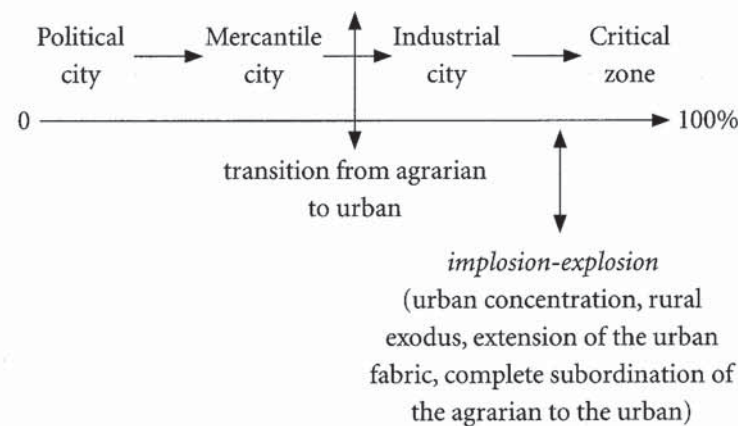 Political Mercantile Industrial Critical
city city city zone
0 100%
transition from agrarian
to urban
implosion-explosion
(urban concentration, rural
exodus, extension of the urban
fabric, complete subordination of
the agrarian to the urban)